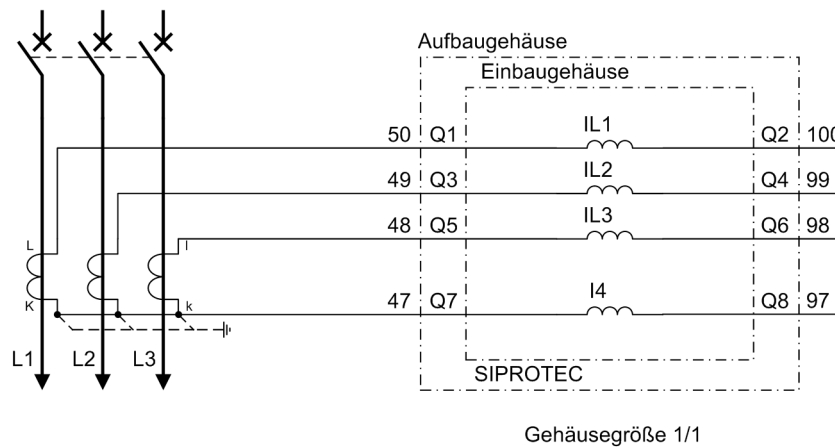 Aufbaugehäuse
Einbaugehäuse
50 Q1 IL1 Q2 100
49 Q3 IL2 Q4 99
48 Q5 IL3 Q6 98
L l
K k
47 Q7 I4 Q8 97
L1 L2 L3
SIPROTEC
Gehäusegröße 1/1